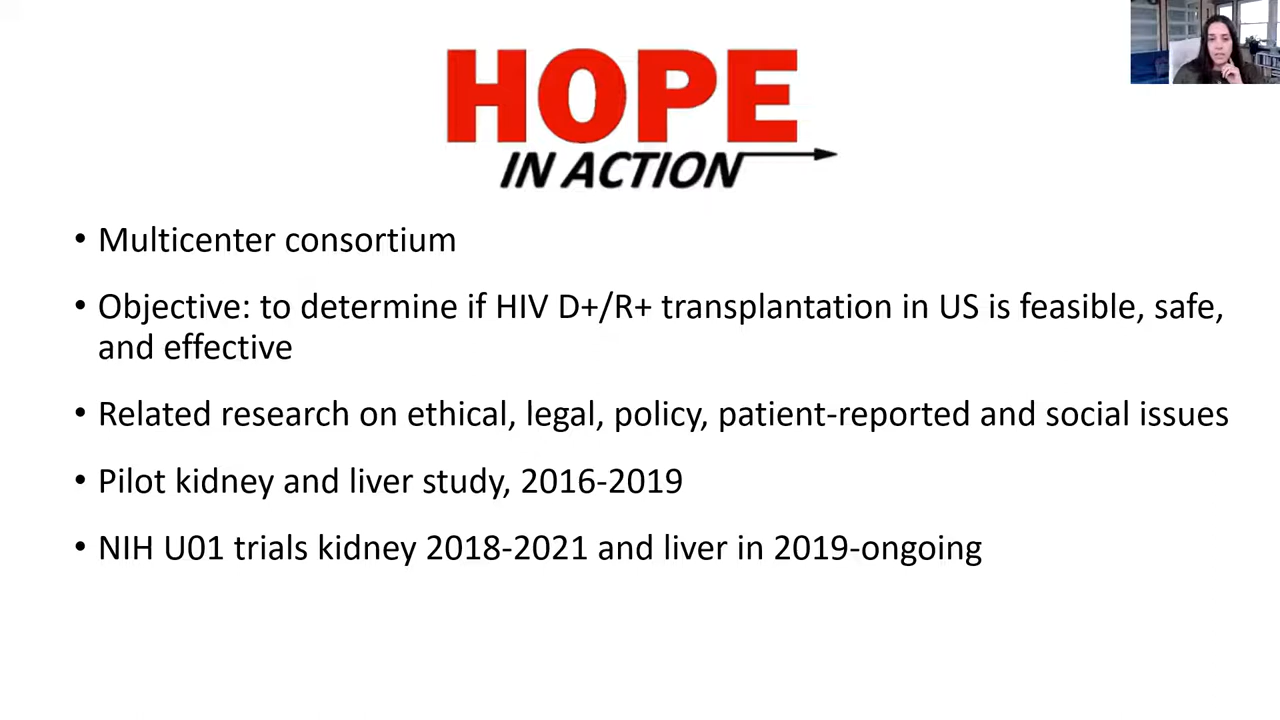 HOPE
IN ACTION
• Multicenter consortium
• Objective: to determine if HIV D+/R+ transplantation in US is feasible, safe,
and effective
• Related research on ethical, legal, policy, patient-reported and social issues
• Pilot kidney and liver study, 2016-2019
• NIH U01 trials kidney 2018-2021 and liver in 2019-ongoing